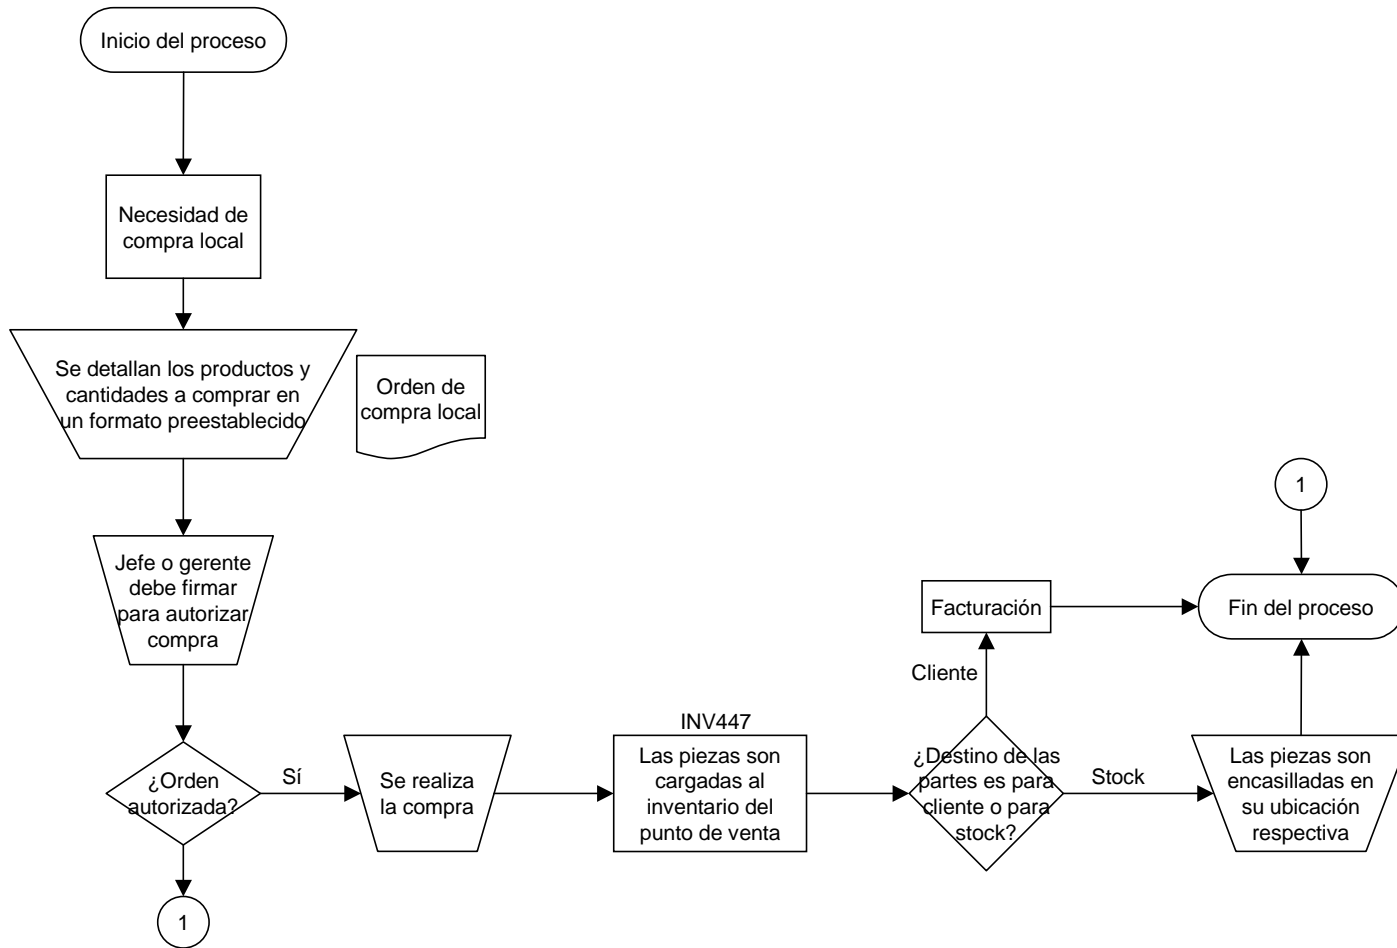 Inicio del proceso
Necesidad de
compra local
Se detallan los productos y
cantidades a comprar en
un formato preestablecido
Orden de
compra local
Jefe o gerente
debe firmar
para autorizar
compra
¿Orden
autorizada?
Sí
1
Se realiza
la compra
INV447
Las piezas son
cargadas al
inventario del
punto de venta
¿Destino de las
partes es para
cliente o para
stock?
Cliente
Facturación
Stock
Las piezas son
encasilladas en
su ubicación
respectiva
1
Fin del proceso